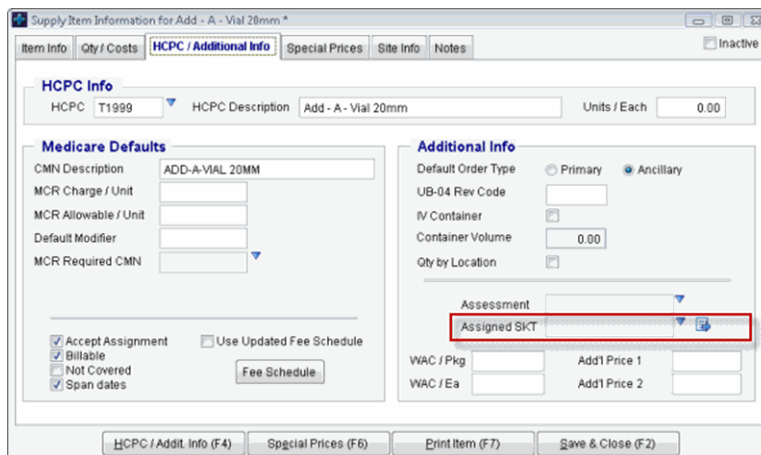 Supply Item Information for Add - A - Vial 20mm *
Item Info Qty / Costs HCPC / Additional Info Special Prices Site Info Notes Inactive
HCPC Info
HCPC T1999 HCPC Description Add - A - Vial 20mm Units / Each 0.00
Medicare Defaults
CMN Description ADD-A-VIAL 20MM
MCR Charge / Unit
MCR Allowable / Unit
Default Modifier
MCR Required CMN
Accept Assignment Use Updated Fee Schedule
Billable
Not Covered
Span dates
Fee Schedule
Additional Info
Default Order Type Primary Ancillary
UB-04 Rev Code
IV Container
Container Volume 0.00
Qty by Location
Assessment
Assigned SKT
WAC / Pkg Add'l Price 1
WAC / Ea Add'l Price 2
HCPC / Addit. Info (F4) Special Prices (F6) Print Item (F7) Save & Close (F2)